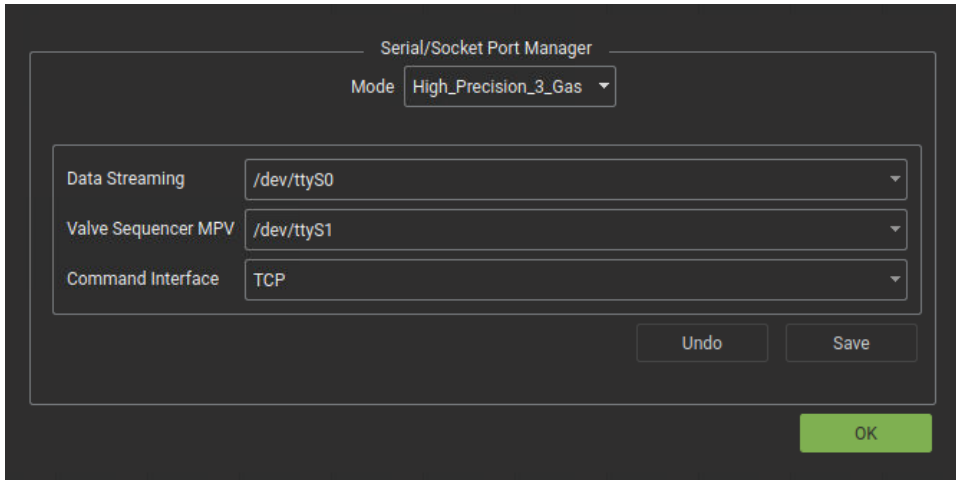 Serial/Socket Port Manager
Mode High_Precision_3_Gas
Data Streaming /dev/ttyS0
Valve Sequencer MPV /dev/ttyS1
Command Interface TCP
Undo Save
OK